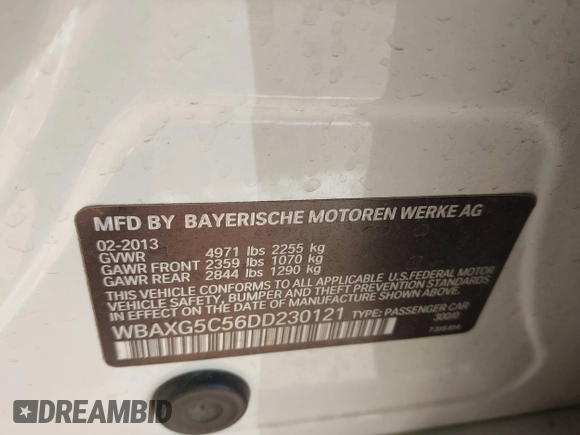 MFD BY BAYERISCHE MOTOREN WERKE AG
02-2013
GVWR 4971 lbs 2255 kg
GAWR FRONT 2359 lbs 1070 kg
GAWR REAR 2844 lbs 1290 kg
THIS VEHICLE CONFORMS TO ALL APPLICABLE U.S.FEDERAL MOTOR
VEHICLE SAFETY, BUMPER, AND THEFT PREVENTION STANDARDS
IN EFFECT ON THE DATE OF MANUFACTURE SHOWN ABOVE.
WBAXG5C56DD230121 TYPE: PASSENGER CAR
300/0
DREAMBID